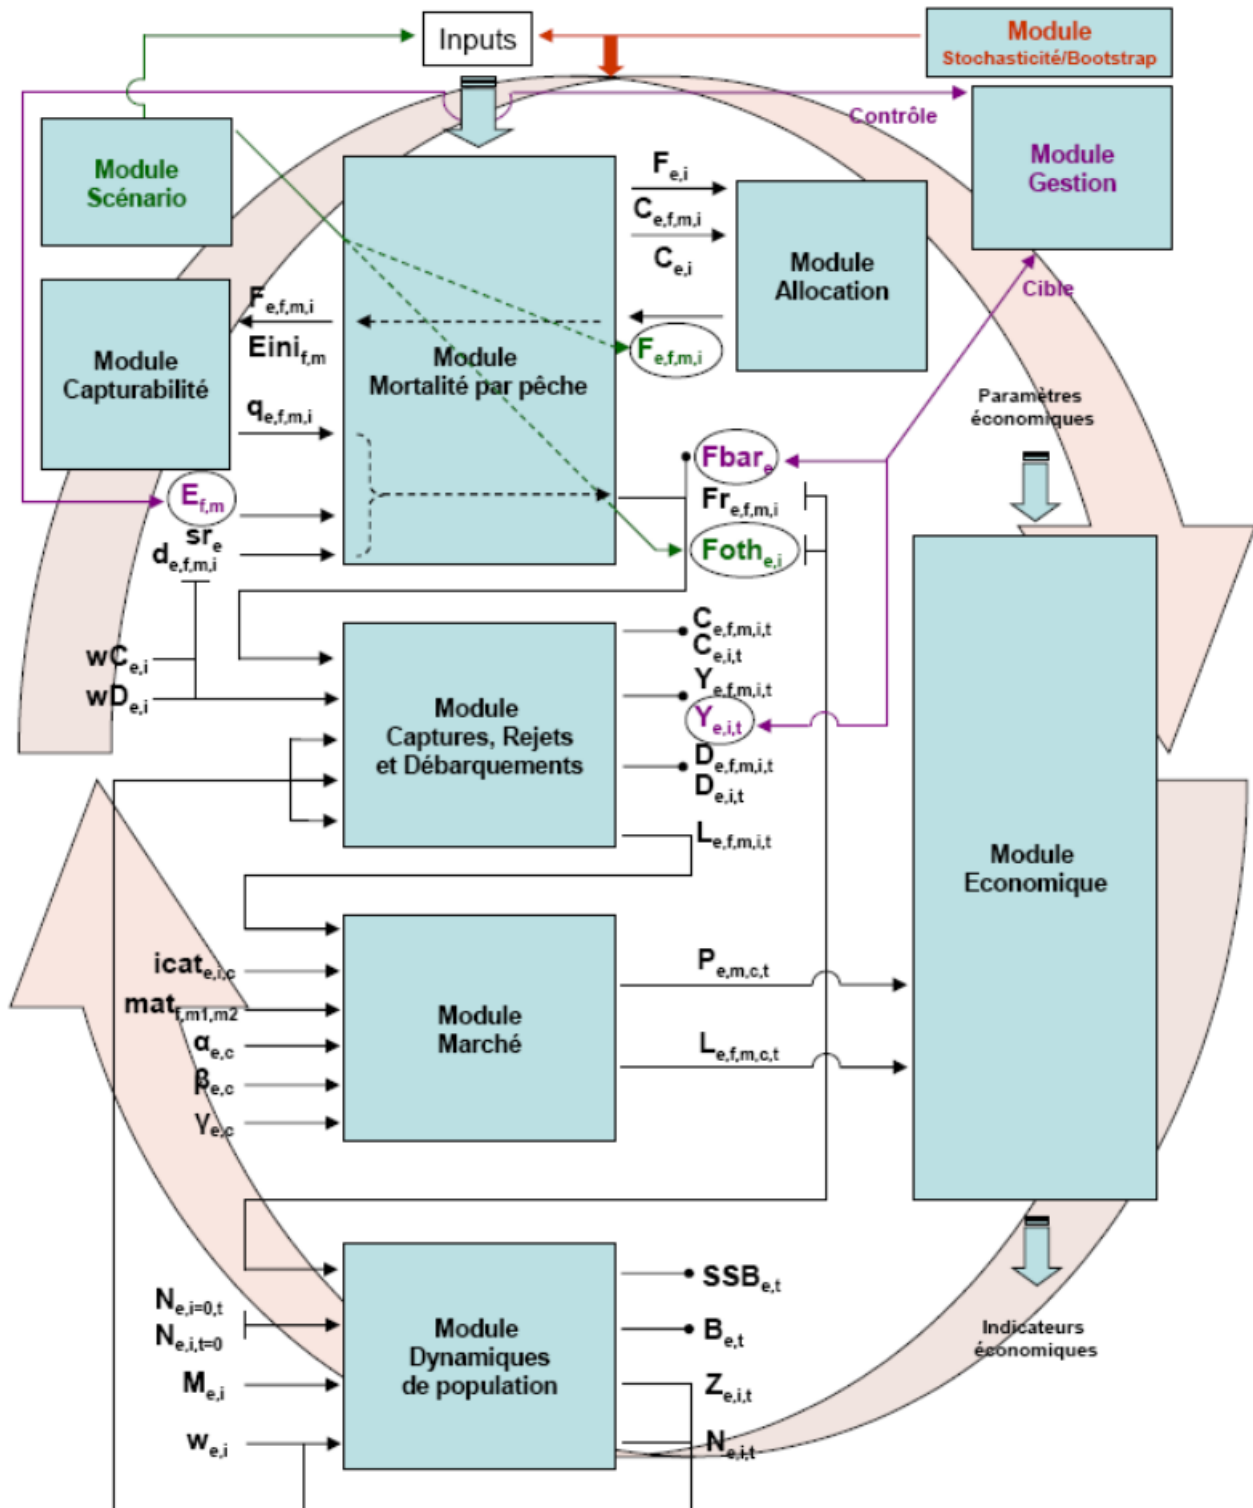 Inputs
Module
Stochasticité/Bootstrap
Contrôle
Module
Gestion
Cible
Module
Scénario
F e,i
C e,f,m,i
C e,i
Module
Allocation
F e,f,m,i
F e,f,m,i
Eini f,m
Module
Capturabilité
Module
Mortalité par pêche
q e,f,m,i
E f,m
sr e
d e,f,m,i
Paramètres
économiques
Fbar e
Fr e,f,m,i
Foth e,i
wC e,i
wD e,i
Module
Captures, Rejets
et Débarquements
C e,f,m,i,t
C e,i,t
Y e,f,m,i,t
Y e,i,t
D e,f,m,i,t
D e,i,t
L e,f,m,i,t
Module
Economique
icat e,i,c
mat f,m1,m2
α e,c
β e,c
γ e,c
Module
Marché
P e,m,c,t
L e,f,m,c,t
N e,i=0,t
N e,i,t=0
M e,i
w e,i
Module
Dynamiques
de population
SSB e,t
B e,t
Z e,i,t
N e,i,t
Indicateurs
économiques